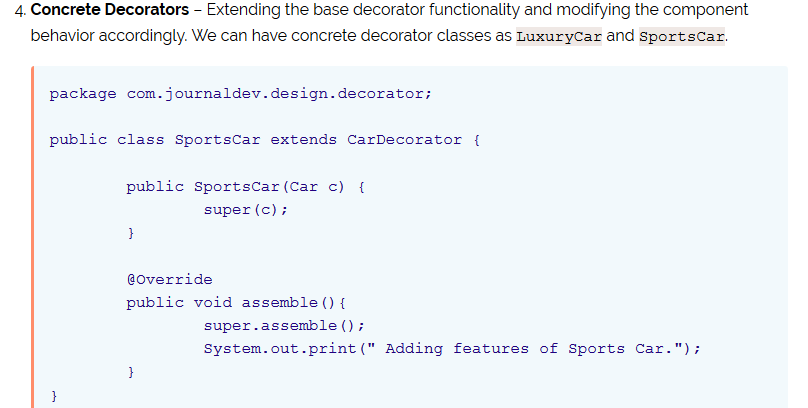 4. Concrete Decorators – Extending the base decorator functionality and modifying the component
behavior accordingly. We can have concrete decorator classes as LuxuryCar and SportsCar.
package com.journaldev.design.decorator;
public class SportsCar extends CarDecorator {
public SportsCar(Car c) {
super(c);
}
@Override
public void assemble(){
super.assemble();
System.out.print(" Adding features of Sports Car.");
}
}